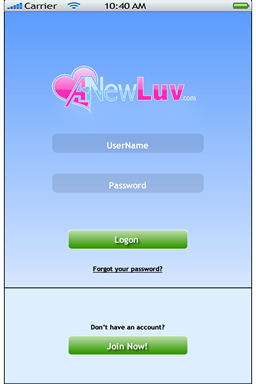 Carrier 10:40 AM
ANewLuv.com
UserName
Password
Logon
Forgot your password?
Don't have an account?
Join Now!